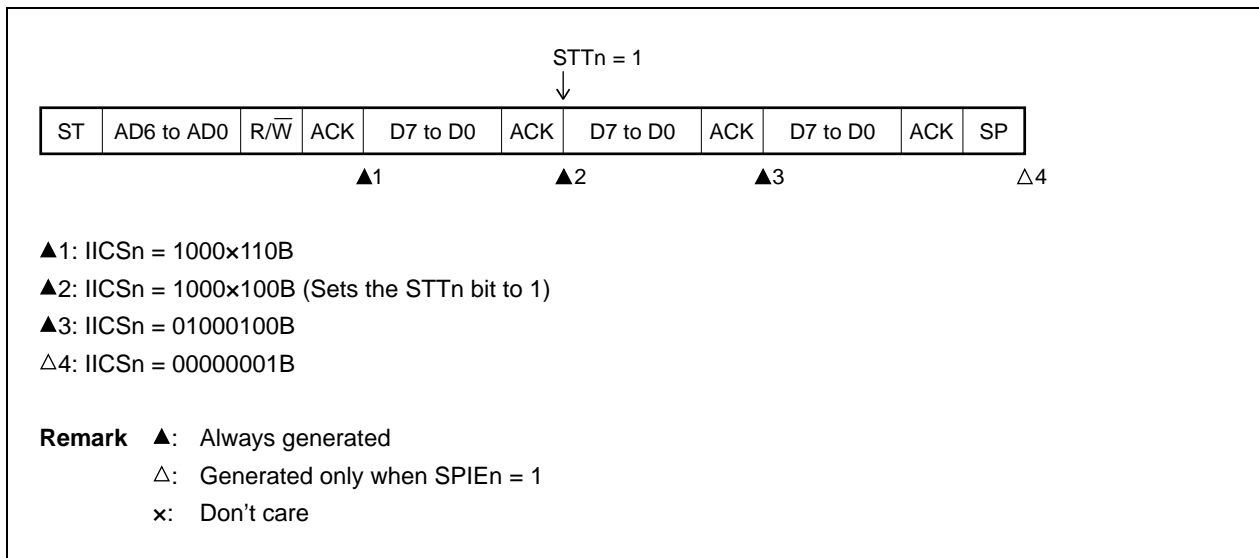 STTn = 1
ST AD6 to AD0 R/W̅ ACK D7 to D0 ACK D7 to D0 ACK D7 to D0 ACK SP
▲1 ▲2 ▲3 △4
▲1: IICSn = 1000×110B
▲2: IICSn = 1000×100B (Sets the STTn bit to 1)
▲3: IICSn = 01000100B
△4: IICSn = 00000001B
Remark ▲: Always generated
△: Generated only when SPIEn = 1
×: Don't care